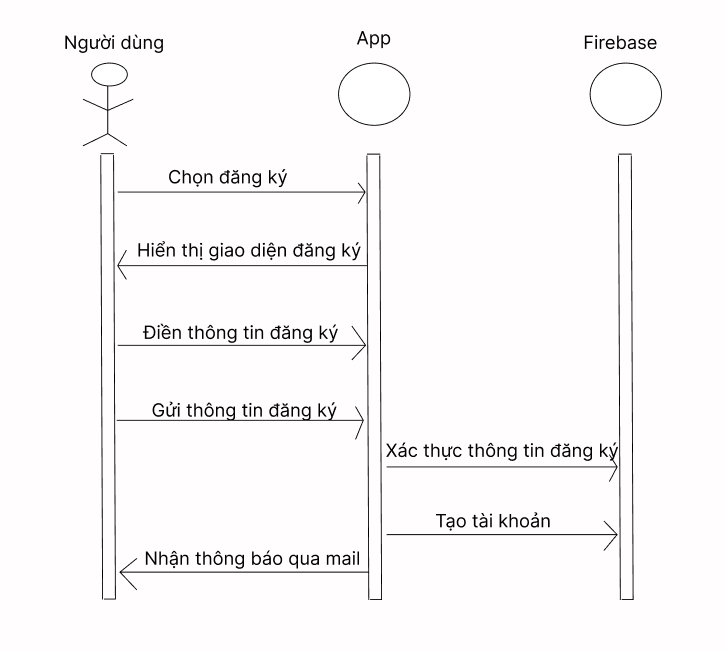 Người dùng
App
Firebase
Chọn đăng ký
Hiển thị giao diện đăng ký
Điền thông tin đăng ký
Gửi thông tin đăng ký
Xác thực thông tin đăng ký
Tạo tài khoản
Nhận thông báo qua mail